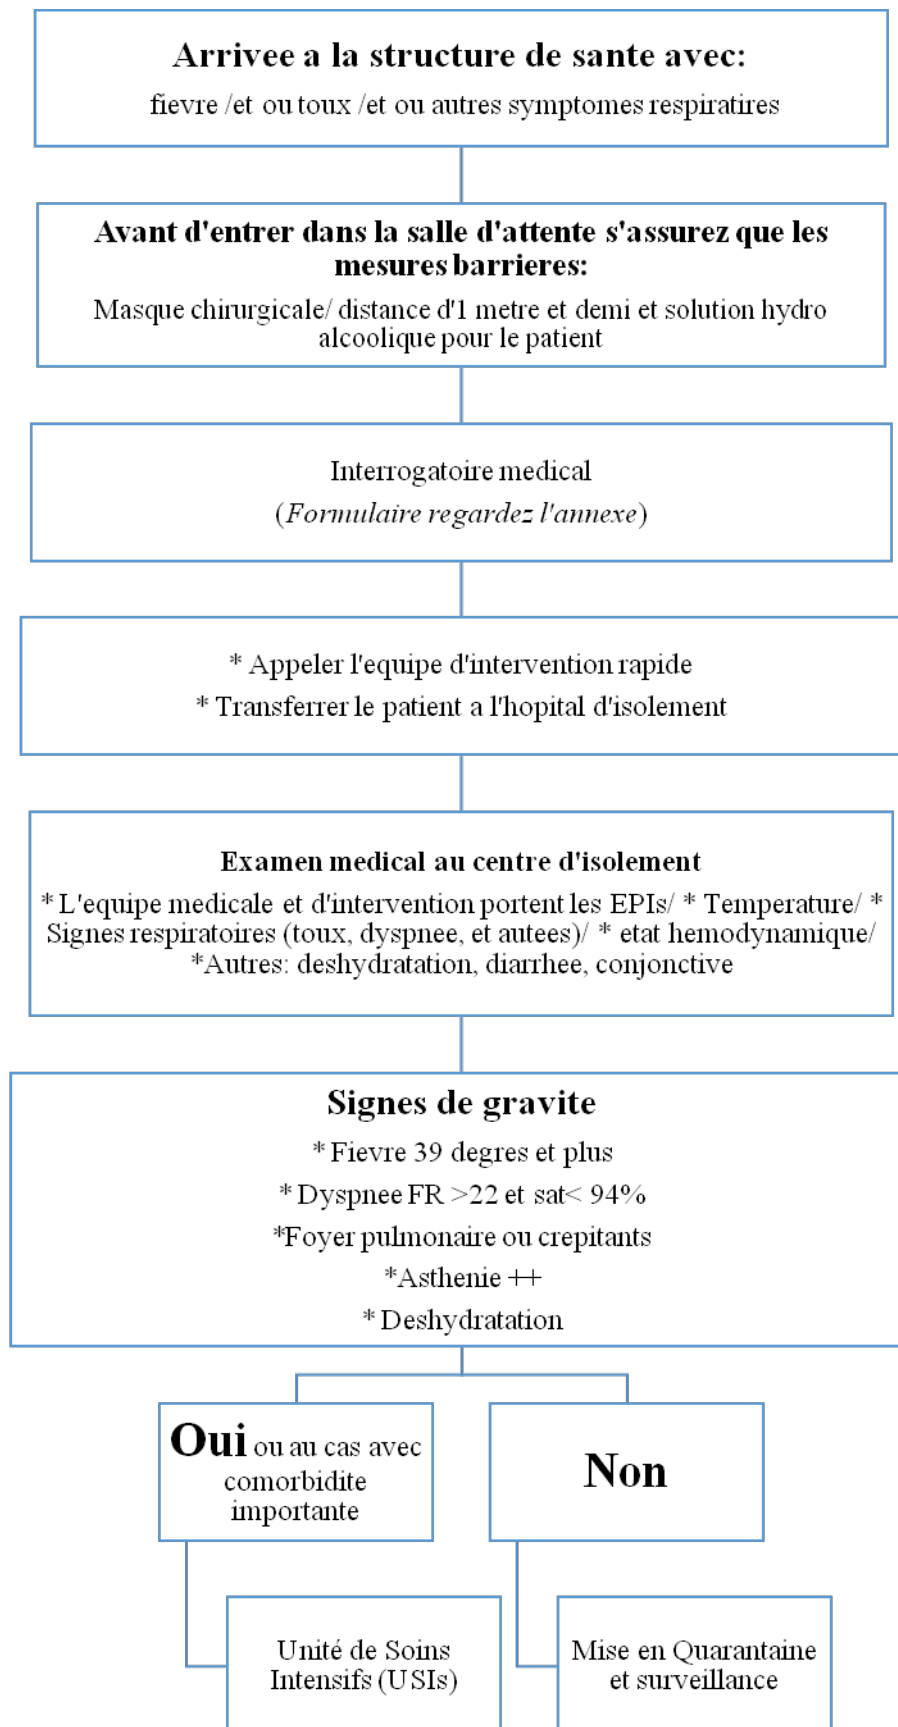 Arrivee a la structure de sante avec:
fievre /et ou toux /et ou autres symptomes respiratires
Avant d'entrer dans la salle d'attente s'assurez que les
mesures barrieres:
Masque chirurgicale/ distance d'1 metre et demi et solution hydro
alcoolique pour le patient
Interrogatoire medical
(Formulaire regardez l'annexe)
* Appeler l'equipe d'intervention rapide
* Transferrer le patient a l'hopital d'isolement
Examen medical au centre d'isolement
* L'equipe medicale et d'intervention portent les EPIs/ * Temperature/ *
Signes respiratoires (toux, dyspnee, et autees)/ * etat hemodynamique/
*Autres: deshydratation, diarrhee, conjonctive
Signes de gravite
* Fievre 39 degres et plus
* Dyspnee FR >22 et sat< 94%
*Foyer pulmonaire ou crepitants
*Asthenie ++
* Deshydratation
Oui ou au cas avec
comorbidite
importante
Non
Unité de Soins
Intensifs (USIs)
Mise en Quarantaine
et surveillance